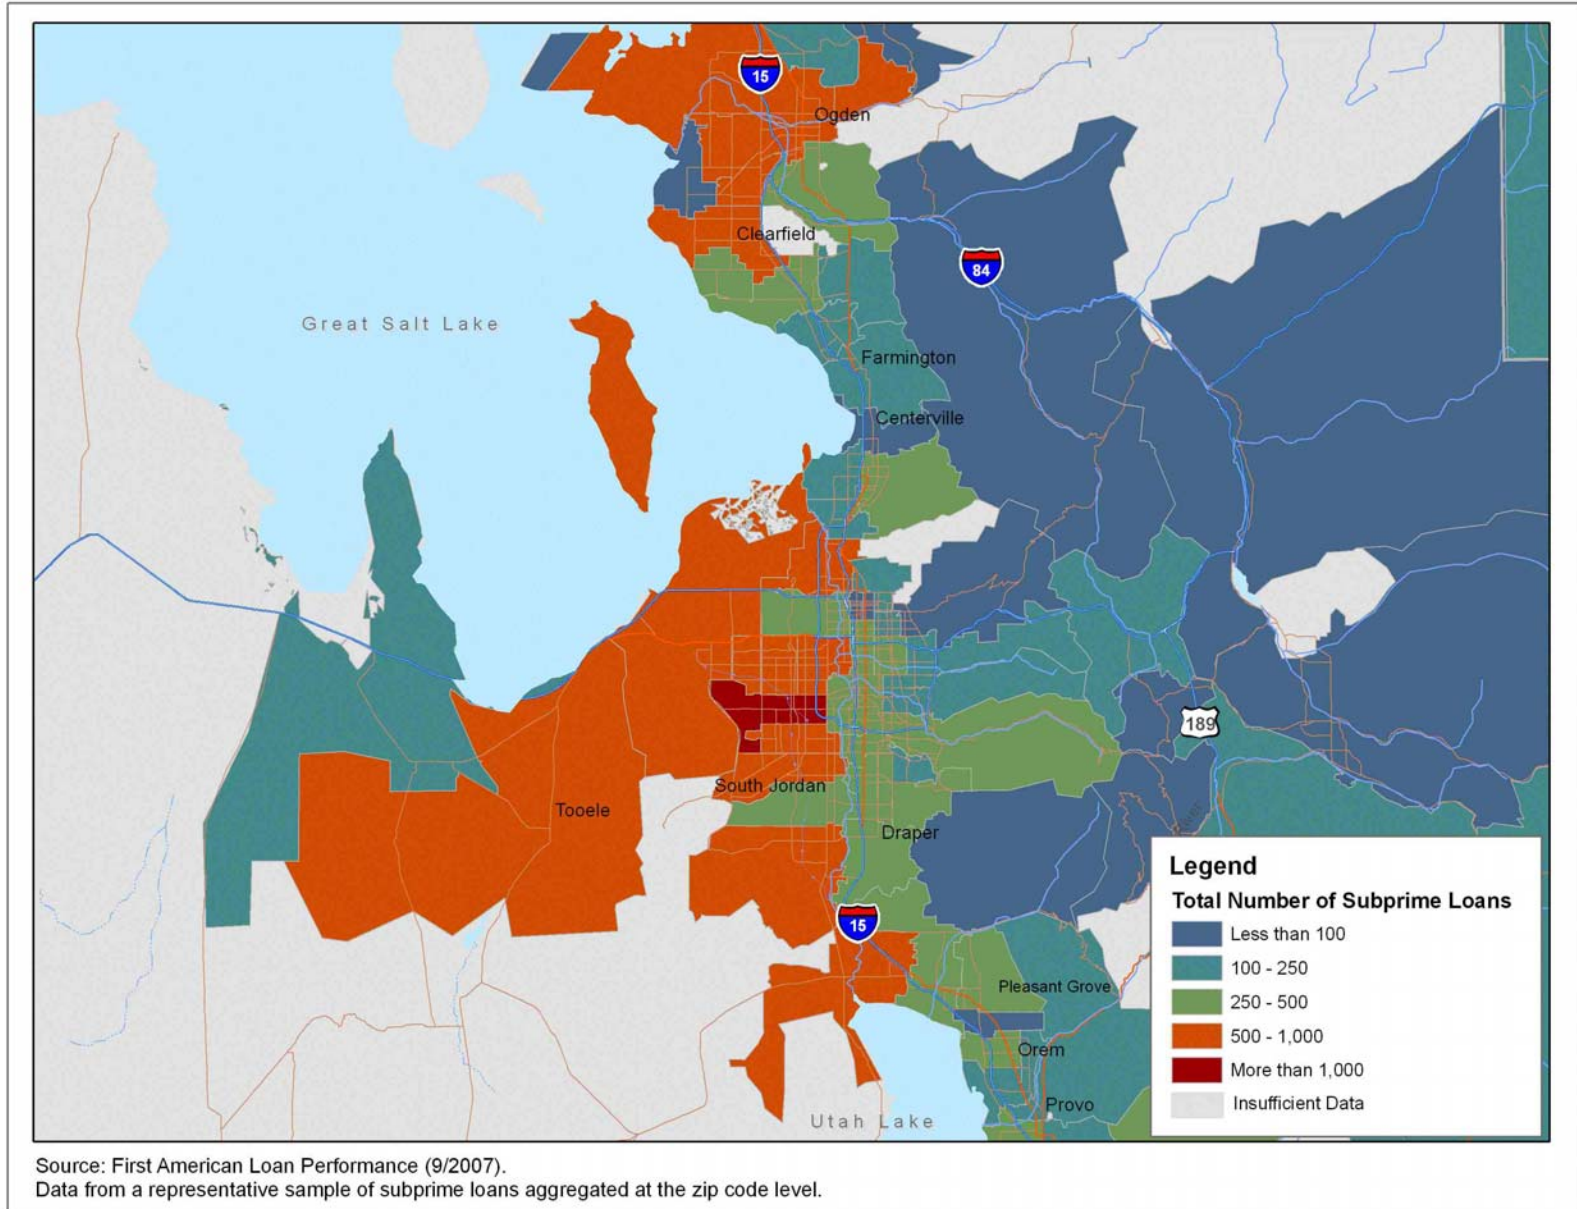 15
Ogden
Clearfield
84
Great Salt Lake
Farmington
Centerville
189
South Jordan
Tooele
Draper
15
Pleasant Grove
Orem
Provo
Utah Lake
Legend
Total Number of Subprime Loans
Less than 100
100 - 250
250 - 500
500 - 1,000
More than 1,000
Insufficient Data
Source: First American Loan Performance (9/2007).
Data from a representative sample of subprime loans aggregated at the zip code level.